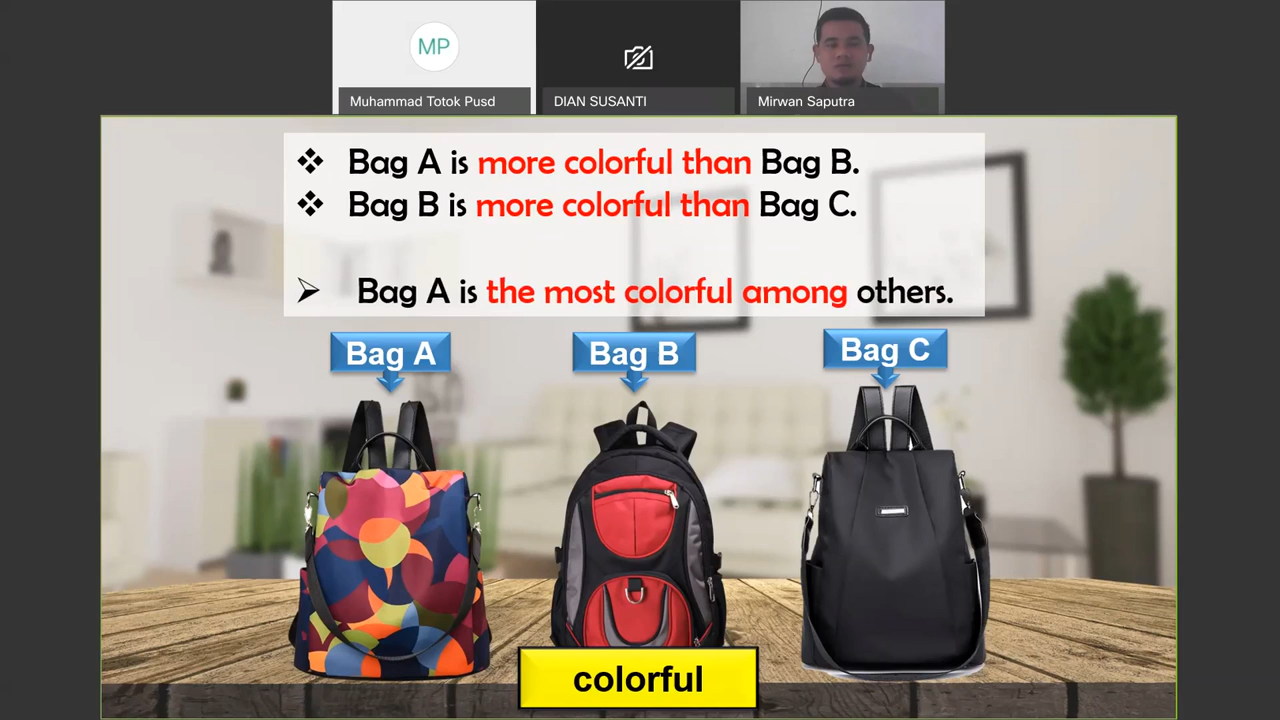 MP
Muhammad Totok Pusd
DIAN SUSANTI
Mirwan Saputra
❖ Bag A is more colorful than Bag B.
❖ Bag B is more colorful than Bag C.
➢ Bag A is the most colorful among others.
Bag A
Bag B
Bag C
colorful